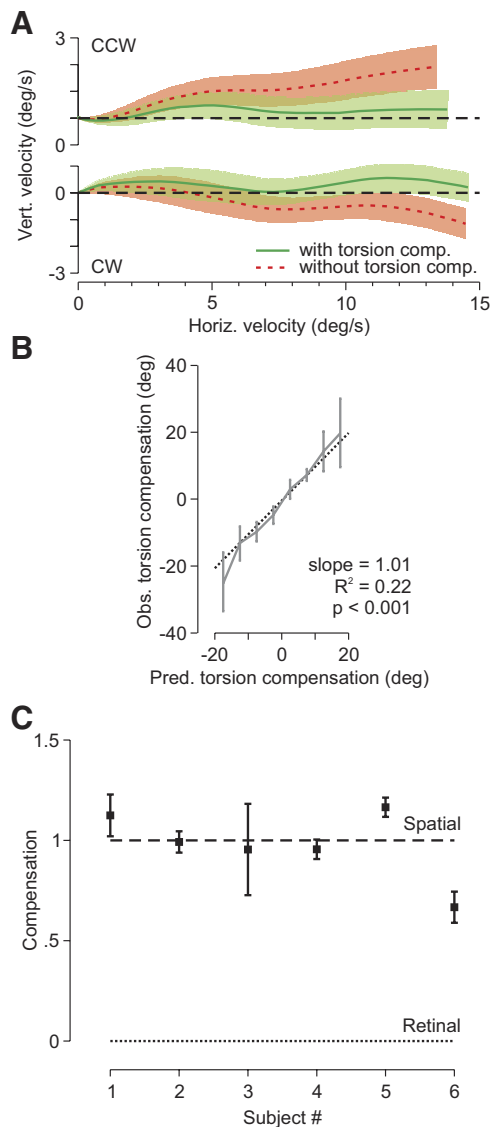 A
CCW
3
0
Vert. velocity (deg/s)
0
-3
CW
with torsion comp.
without torsion comp.
0
5
10
15
Horiz. velocity (deg/s)
B
40
20
0
-20
-40
Obs. torsion compensation (deg)
slope = 1.01
R² = 0.22
p < 0.001
-20
0
20
Pred. torsion compensation (deg)
C
1.5
1
.5
0
Compensation
Spatial
Retinal
1
2
3
4
5
6
Subject #